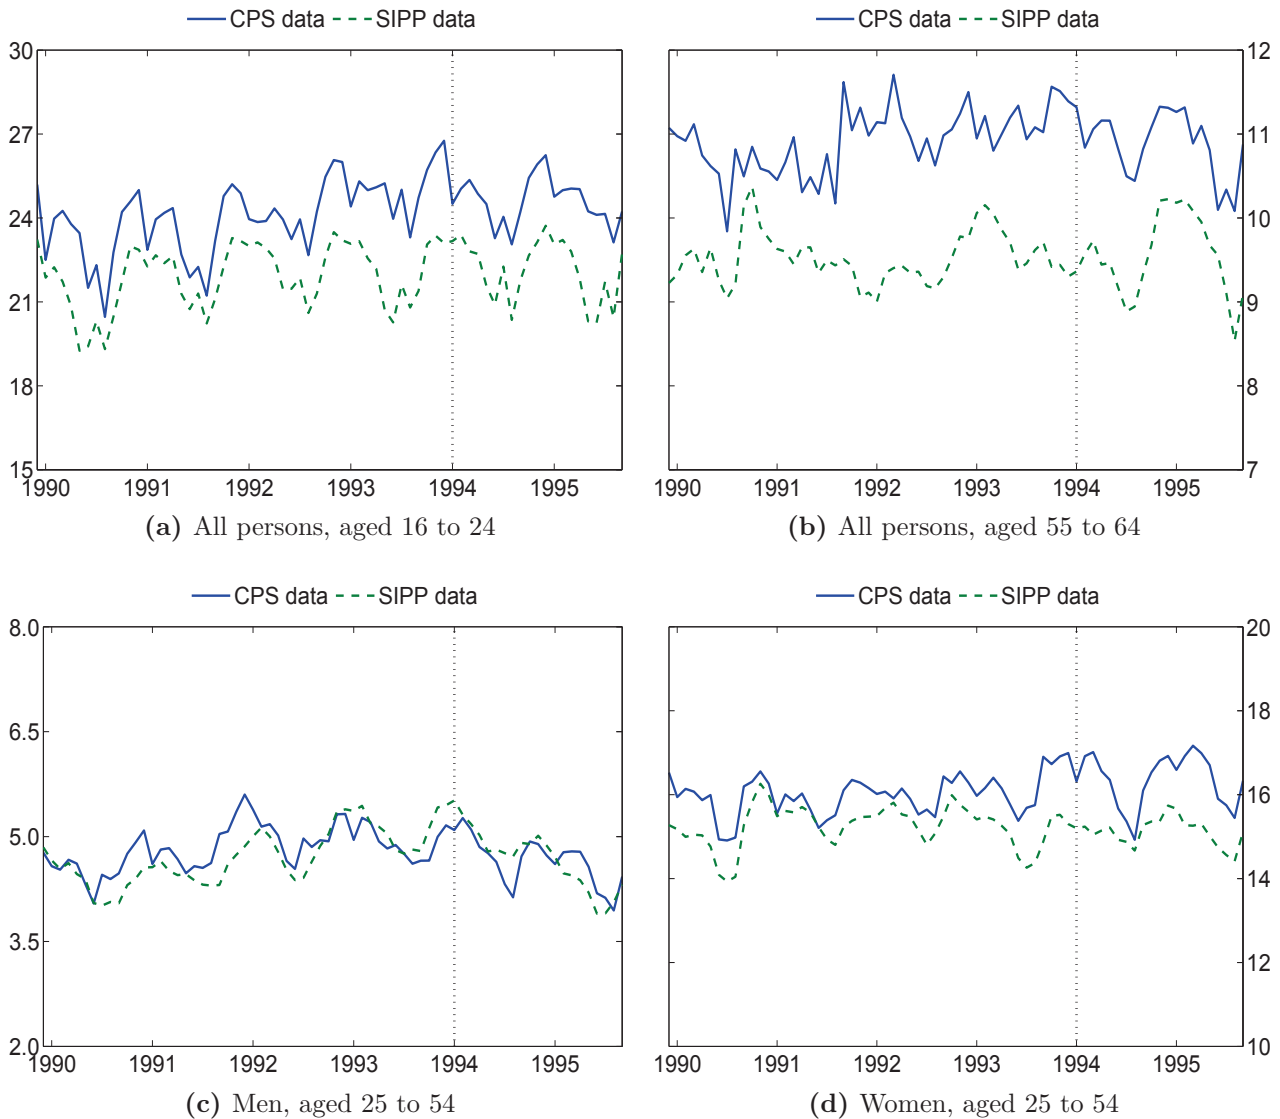 CPS data SIPP data
30
27
24
21
18
15
1990 1991 1992 1993 1994 1995
(a) All persons, aged 16 to 24
CPS data SIPP data
12
11
10
9
8
7
1990 1991 1992 1993 1994 1995
(b) All persons, aged 55 to 64
CPS data SIPP data
8.0
6.5
5.0
3.5
2.0
1990 1991 1992 1993 1994 1995
(c) Men, aged 25 to 54
CPS data SIPP data
20
18
16
14
12
10
1990 1991 1992 1993 1994 1995
(d) Women, aged 25 to 54